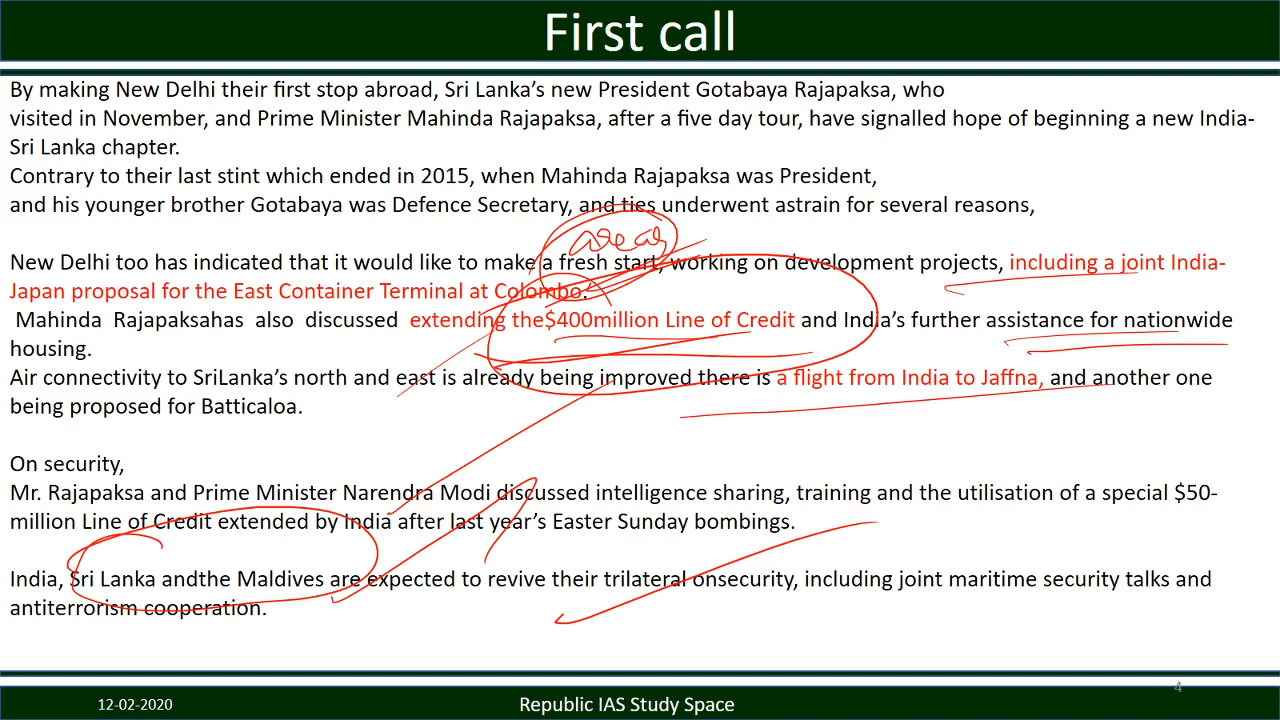 First call
By making New Delhi their first stop abroad, Sri Lanka's new President Gotabaya Rajapaksa, who
visited in November, and Prime Minister Mahinda Rajapaksa, after a five day tour, have signalled hope of beginning a new India-
Sri Lanka chapter.
Contrary to their last stint which ended in 2015, when Mahinda Rajapaksa was President,
and his younger brother Gotabaya was Defence Secretary, and ties underwent astrain for several reasons,
New Delhi too has indicated that it would like to make a fresh start, working on development projects, including a joint India-
Japan proposal for the East Container Terminal at Colombo.
Mahinda Rajapaksahas also discussed extending the$400million Line of Credit and India's further assistance for nationwide
housing.
Air connectivity to SriLanka's north and east is already being improved there is a flight from India to Jaffna, and another one
being proposed for Batticaloa.
On security,
Mr. Rajapaksa and Prime Minister Narendra Modi discussed intelligence sharing, training and the utilisation of a special $50-
million Line of Credit extended by India after last year's Easter Sunday bombings.
India, Sri Lanka andthe Maldives are expected to revive their trilateral onsecurity, including joint maritime security talks and
antiterrorism cooperation.
4
12-02-2020 Republic IAS Study Space